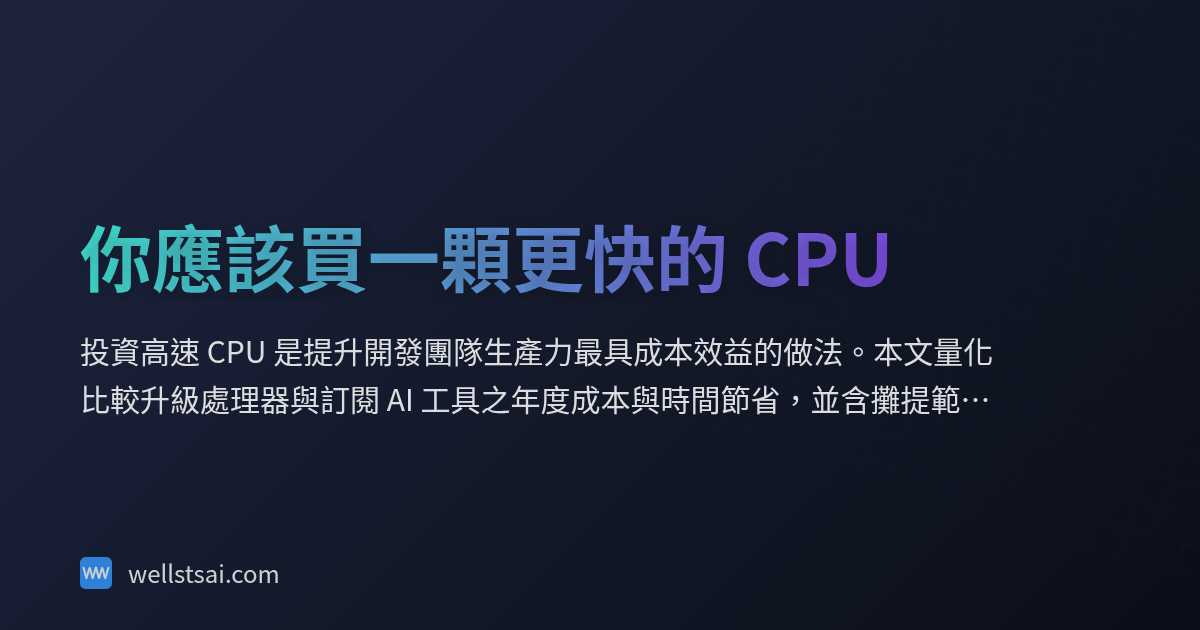 你應該買一顆更快的 CPU
投資高速 CPU 是提升開發團隊生產力最具成本效益的做法。本文量化
比較升級處理器與訂閱 AI 工具之年度成本與時間節省，並含攤提範⋯
wellstsai.com